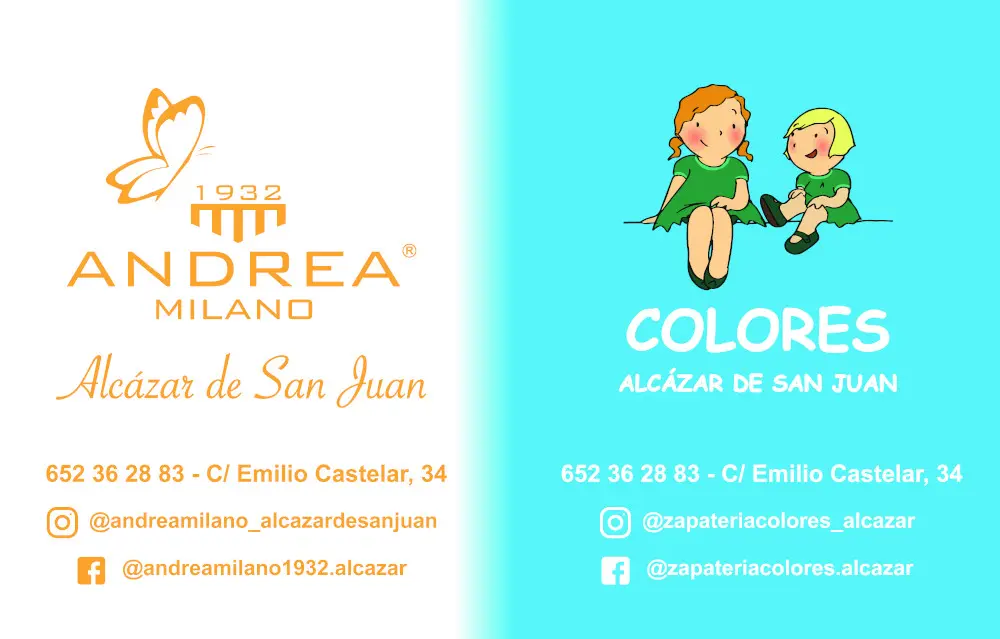 1932
ANDREA®
MILANO
Alcázar de San Juan
652 36 28 83 - C/ Emilio Castelar, 34
@andreamilano_alcazardesanjuan
@andreamilano1932.alcazar
COLORES
ALCÁZAR DE SAN JUAN
652 36 28 83 - C/ Emilio Castelar, 34
@zapateriacolores_alcazar
@zapateriacolores.alcazar